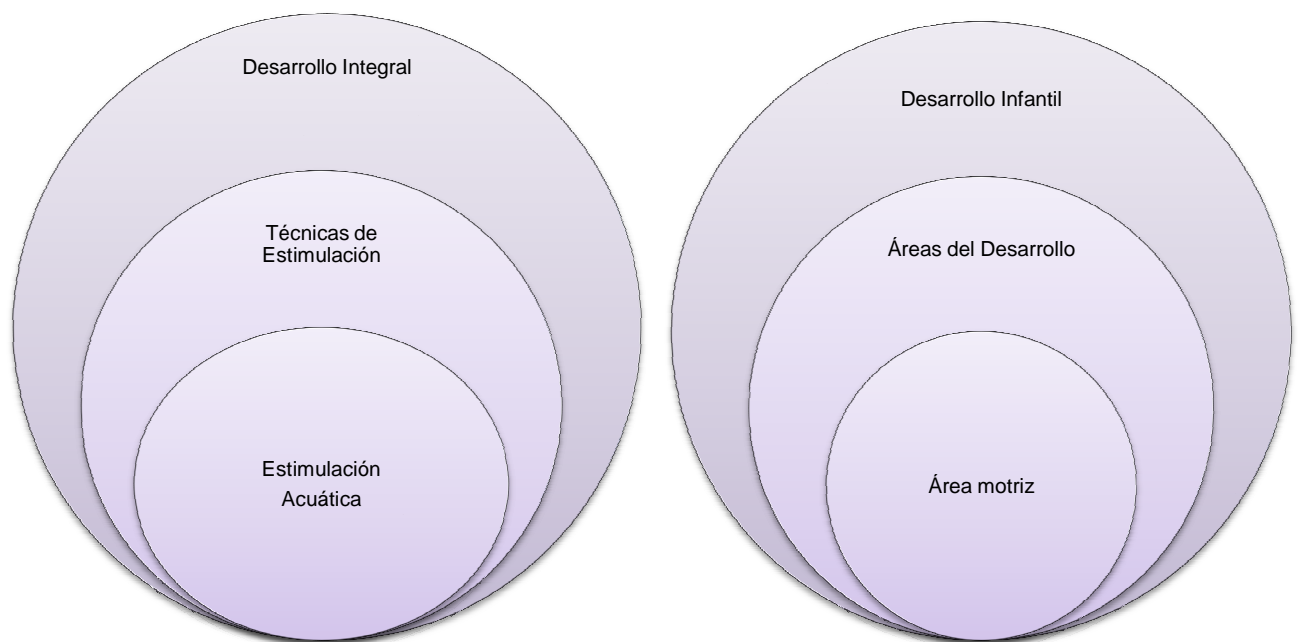 Desarrollo Integral
Técnicas de
Estimulación
Estimulación
Acuática
Desarrollo Infantil
Áreas del Desarrollo
Área motriz